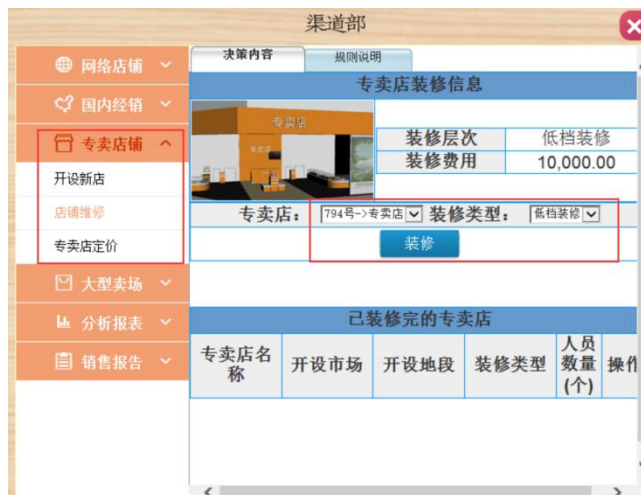 渠道部
网络店铺
国内经销
专卖店铺
开设新店
店铺维修
专卖店定价
大型卖场
分析报表
销售报告
决策内容 规则说明
专卖店装修信息
专卖店
装修层次 低档装修
装修费用 10,000.00
专卖店： 794号->专卖店 装修类型： 低档装修
装修
已装修完的专卖店
专卖店名称 开设市场 开设地段 装修类型 人员数量(个) 操作